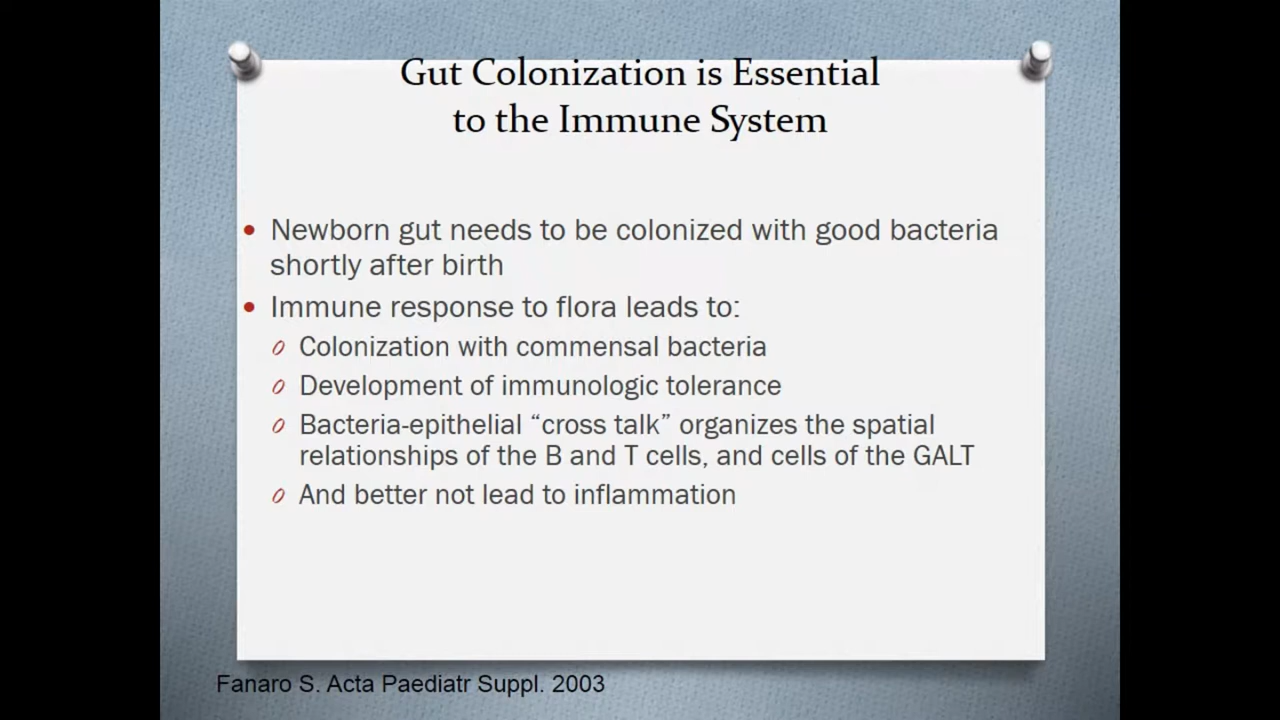 Gut Colonization is Essential
to the Immune System
• Newborn gut needs to be colonized with good bacteria
shortly after birth
• Immune response to flora leads to:
o Colonization with commensal bacteria
o Development of immunologic tolerance
o Bacteria-epithelial “cross talk” organizes the spatial
relationships of the B and T cells, and cells of the GALT
o And better not lead to inflammation
Fanaro S. Acta Paediatr Suppl. 2003